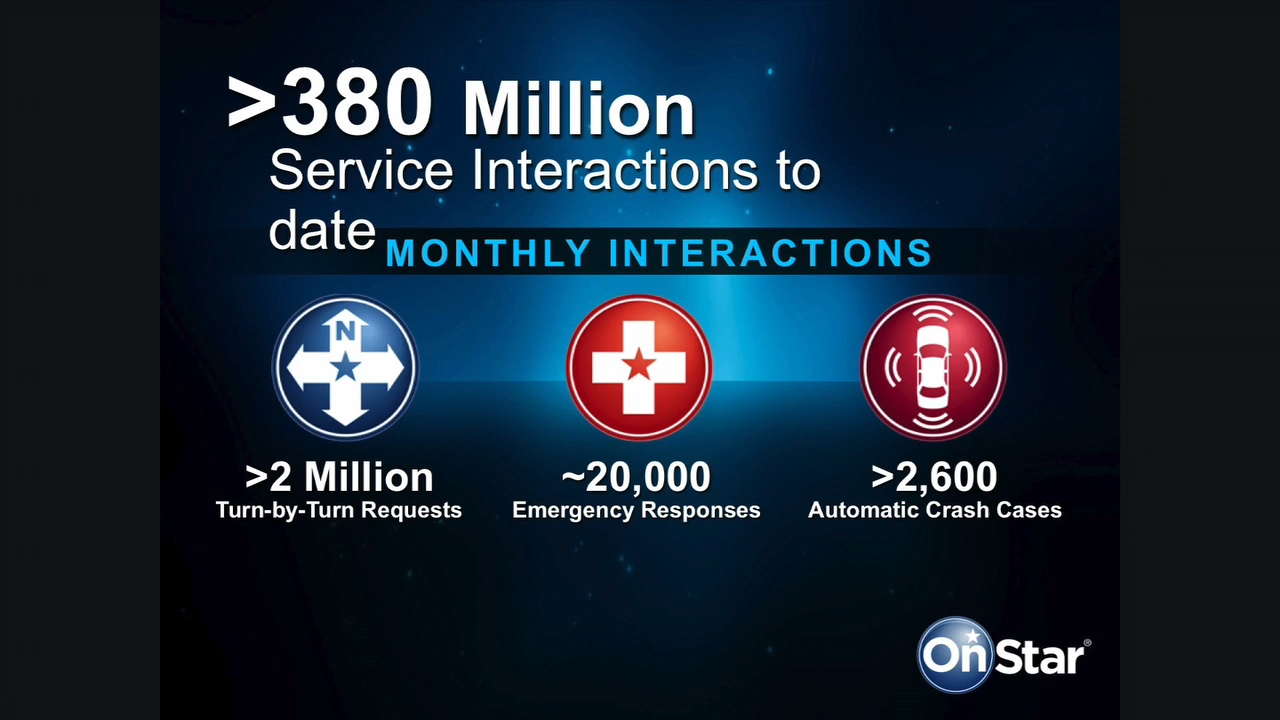 >380 Million
Service Interactions to
date
MONTHLY INTERACTIONS
N
>2 Million
Turn-by-Turn Requests
~20,000
Emergency Responses
>2,600
Automatic Crash Cases
OnStar®